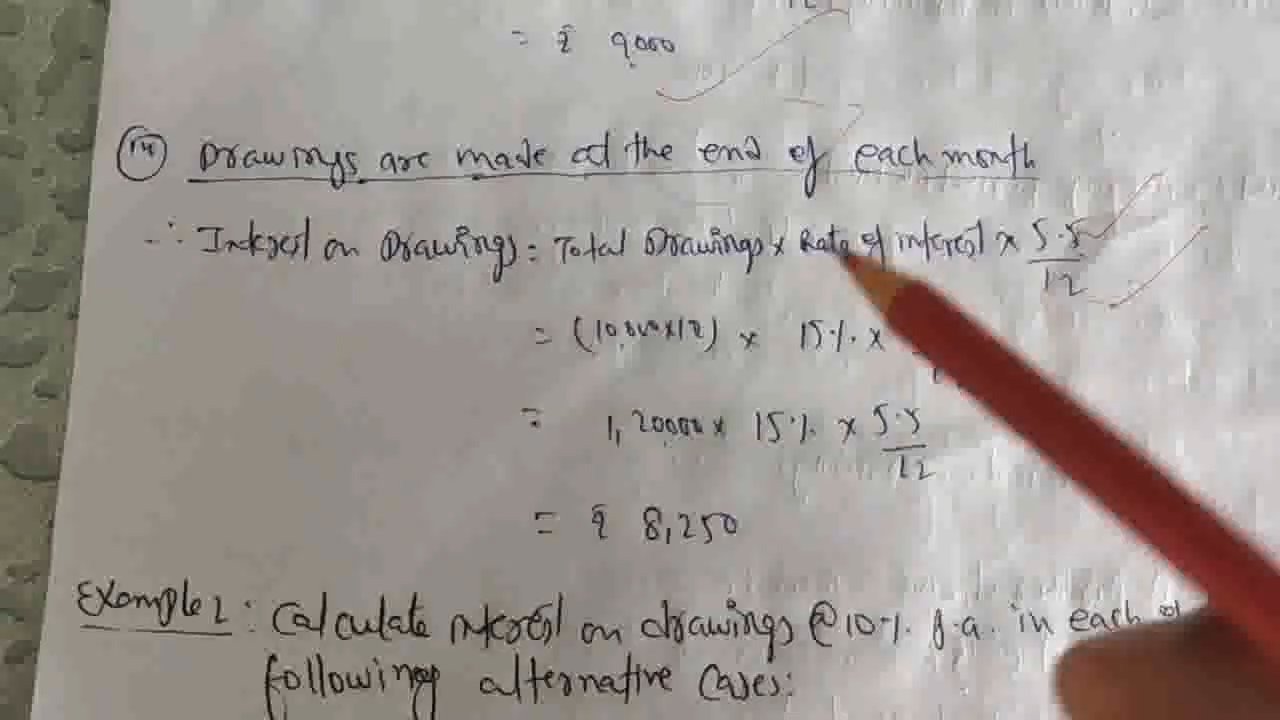 = ₹ 9,000
Drawings are made at the end of each month
∴ Interest on Drawings = Total Drawings × Rate of interest × 5.5/12
= (10,000×12) × 15% ×
= 1,20000 × 15% × 5.5/12
= ₹ 8,250
Example 2: Calculate interest on drawings @ 10% p.a. in each of
following alternative cases: